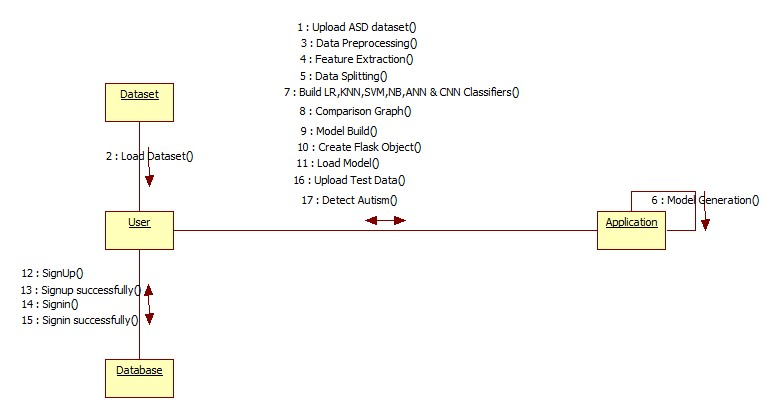 1 : Upload ASD dataset()
3 : Data Preprocessing()
4 : Feature Extraction()
5 : Data Splitting()
7 : Build LR,KNN,SVM,NB,ANN & CNN Classifiers()
8 : Comparison Graph()
9 : Model Build()
10 : Create Flask Object()
11 : Load Model()
16 : Upload Test Data()
17 : Detect Autism()
Dataset
2 : Load Dataset()
User
Application
6 : Model Generation()
12 : SignUp()
13 : Signup successfully()
14 : Signin()
15 : Signin successfully()
Database